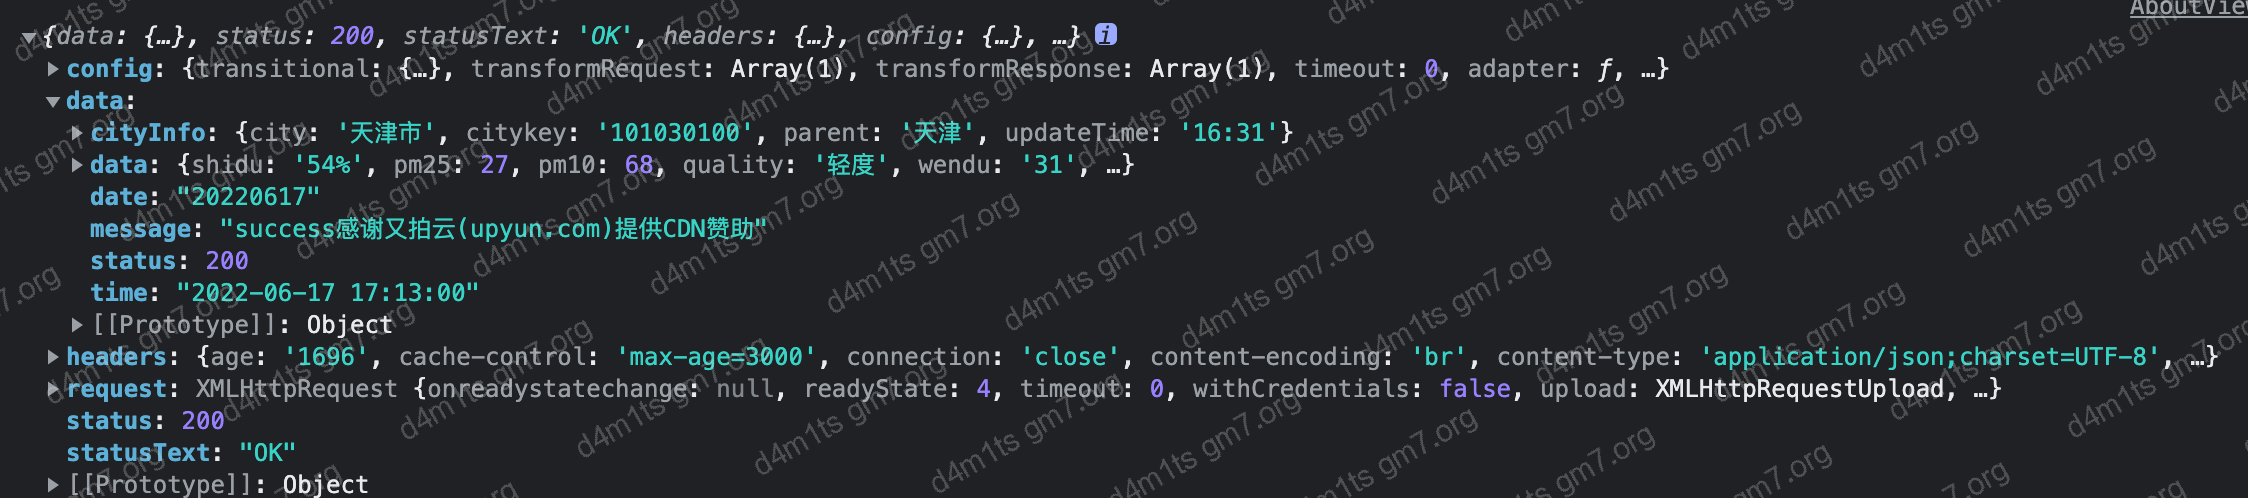 AboutView
▼{data: {…}, status: 200, statusText: 'OK', headers: {…}, config: {…}, …} i
▶config: {transitional: {…}, transformRequest: Array(1), transformResponse: Array(1), timeout: 0, adapter: ƒ, …}
▼data:
▶cityInfo: {city: '天津市', citykey: '101030100', parent: '天津', updateTime: '16:31'}
▶data: {shidu: '54%', pm25: 27, pm10: 68, quality: '轻度', wendu: '31', …}
date: "20220617"
message: "success感谢又拍云(upyun.com)提供CDN赞助"
status: 200
time: "2022-06-17 17:13:00"
▶[[Prototype]]: Object
▶headers: {age: '1696', cache-control: 'max-age=3000', connection: 'close', content-encoding: 'br', content-type: 'application/json;charset=UTF-8', …}
▶request: XMLHttpRequest {onreadystatechange: null, readyState: 4, timeout: 0, withCredentials: false, upload: XMLHttpRequestUpload, …}
status: 200
statusText: "OK"
▶[[Prototype]]: Object
d4m1ts gm7.org